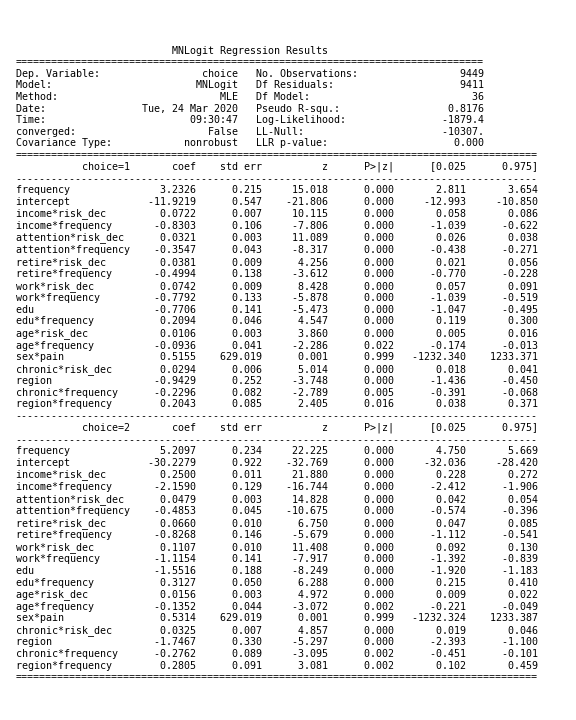 MNLogit Regression Results
==============================================================================
Dep. Variable: choice No. Observations: 9449
Model: MNLogit Df Residuals: 9411
Method: MLE Df Model: 36
Date: Tue, 24 Mar 2020 Pseudo R-squ.: 0.8176
Time: 09:30:47 Log-Likelihood: -1879.4
converged: False LL-Null: -10307.
Covariance Type: nonrobust LLR p-value: 0.000
=======================================================================================
choice=1 coef std err z P>|z| [0.025 0.975]
---------------------------------------------------------------------------------------
frequency 3.2326 0.215 15.018 0.000 2.811 3.654
intercept -11.9219 0.547 -21.806 0.000 -12.993 -10.850
income*risk_dec 0.0722 0.007 10.115 0.000 0.058 0.086
income*frequency -0.8303 0.106 -7.806 0.000 -1.039 -0.622
attention*risk_dec 0.0321 0.003 11.089 0.000 0.026 0.038
attention*frequency -0.3547 0.043 -8.317 0.000 -0.438 -0.271
retire*risk_dec 0.0381 0.009 4.256 0.000 0.021 0.056
retire*frequency -0.4994 0.138 -3.612 0.000 -0.770 -0.228
work*risk_dec 0.0742 0.009 8.428 0.000 0.057 0.091
work*frequency -0.7792 0.133 -5.878 0.000 -1.039 -0.519
edu -0.7706 0.141 -5.473 0.000 -1.047 -0.495
edu*frequency 0.2094 0.046 4.547 0.000 0.119 0.300
age*risk_dec 0.0106 0.003 3.860 0.000 0.005 0.016
age*frequency -0.0936 0.041 -2.286 0.022 -0.174 -0.013
sex*pain 0.5155 629.019 0.001 0.999 -1232.340 1233.371
chronic*risk_dec 0.0294 0.006 5.014 0.000 0.018 0.041
region -0.9429 0.252 -3.748 0.000 -1.436 -0.450
chronic*frequency -0.2296 0.082 -2.789 0.005 -0.391 -0.068
region*frequency 0.2043 0.085 2.405 0.016 0.038 0.371
---------------------------------------------------------------------------------------
choice=2 coef std err z P>|z| [0.025 0.975]
---------------------------------------------------------------------------------------
frequency 5.2097 0.234 22.225 0.000 4.750 5.669
intercept -30.2279 0.922 -32.769 0.000 -32.036 -28.420
income*risk_dec 0.2500 0.011 21.880 0.000 0.228 0.272
income*frequency -2.1590 0.129 -16.744 0.000 -2.412 -1.906
attention*risk_dec 0.0479 0.003 14.828 0.000 0.042 0.054
attention*frequency -0.4853 0.045 -10.675 0.000 -0.574 -0.396
retire*risk_dec 0.0660 0.010 6.750 0.000 0.047 0.085
retire*frequency -0.8268 0.146 -5.679 0.000 -1.112 -0.541
work*risk_dec 0.1107 0.010 11.408 0.000 0.092 0.130
work*frequency -1.1154 0.141 -7.917 0.000 -1.392 -0.839
edu -1.5516 0.188 -8.249 0.000 -1.920 -1.183
edu*frequency 0.3127 0.050 6.288 0.000 0.215 0.410
age*risk_dec 0.0156 0.003 4.972 0.000 0.009 0.022
age*frequency -0.1352 0.044 -3.072 0.002 -0.221 -0.049
sex*pain 0.5314 629.019 0.001 0.999 -1232.324 1233.387
chronic*risk_dec 0.0325 0.007 4.857 0.000 0.019 0.046
region -1.7467 0.330 -5.297 0.000 -2.393 -1.100
chronic*frequency -0.2762 0.089 -3.095 0.002 -0.451 -0.101
region*frequency 0.2805 0.091 3.081 0.002 0.102 0.459
=======================================================================================